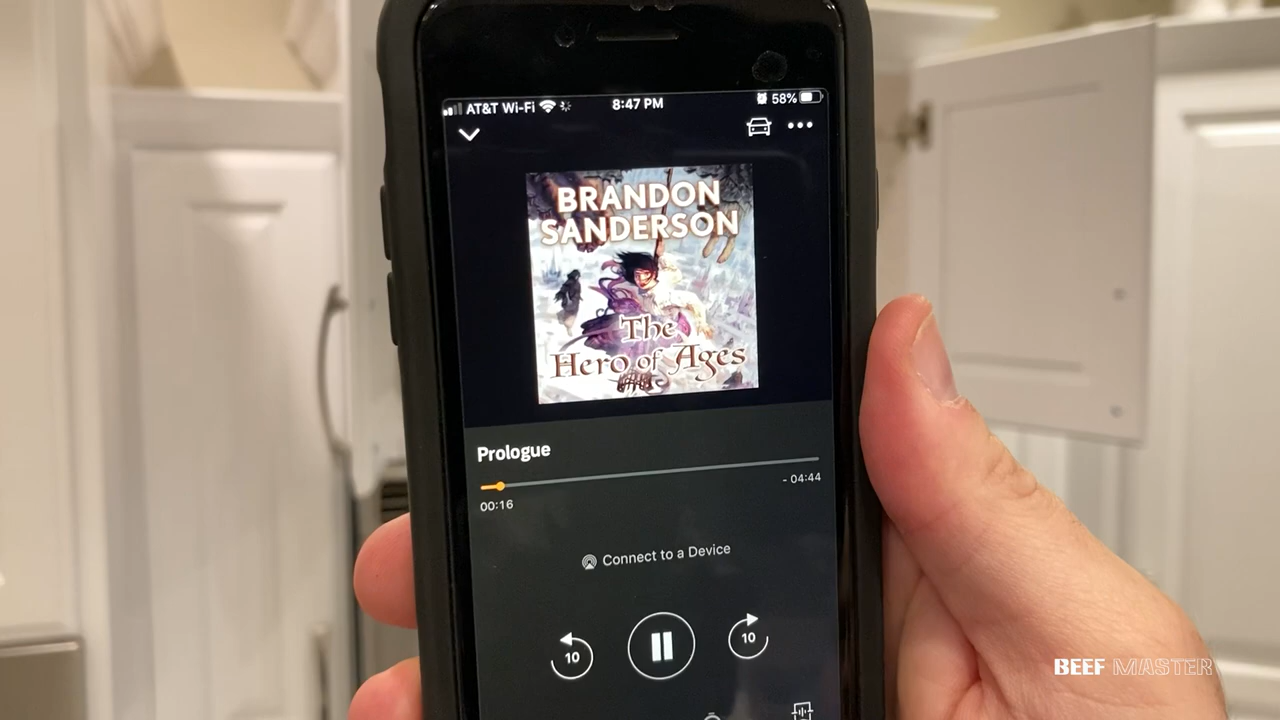 AT&T Wi-Fi 8:47 PM 58%
BRANDON
SANDERSON
The
Hero of Ages
Prologue
00:16 - 04:44
Connect to a Device
10 10
BEEF MASTER